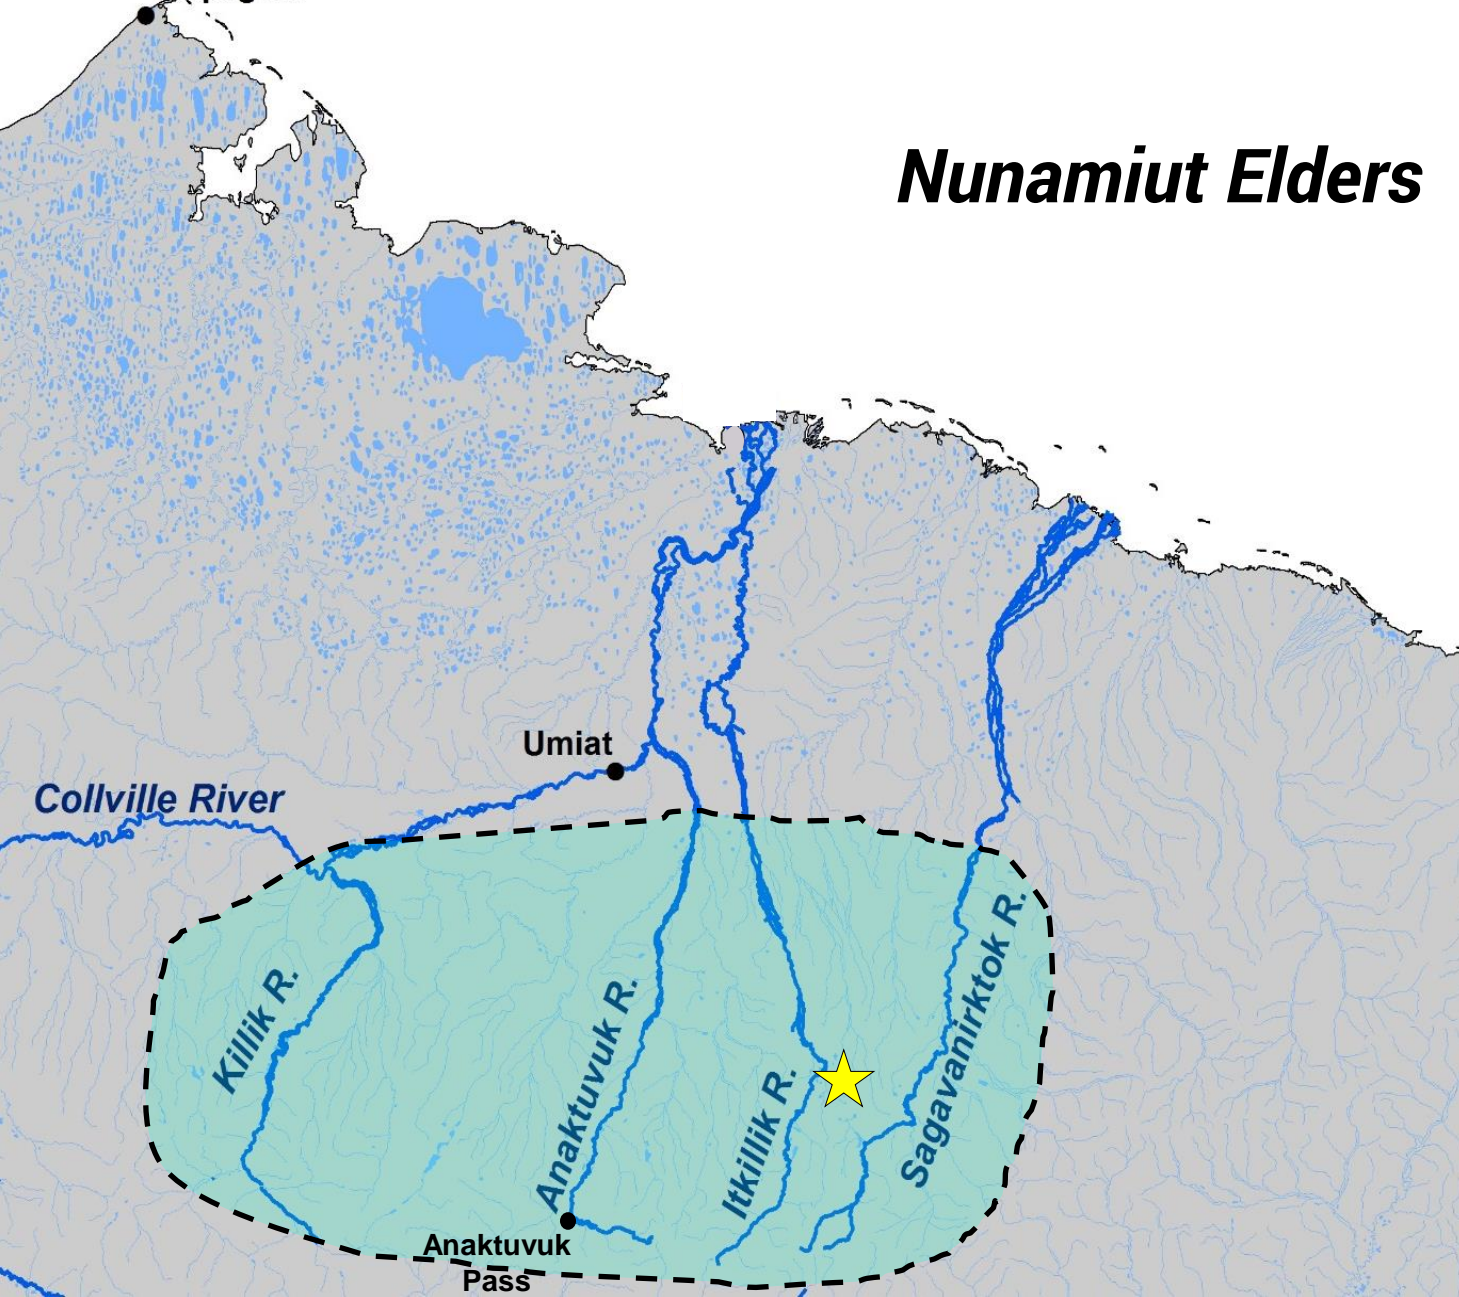 Nunamiut Elders
Umiat
Collville River
Killik R.
Anaktuvuk R.
Itkillik R.
Sagavanirktok R.
Anaktuvuk
Pass